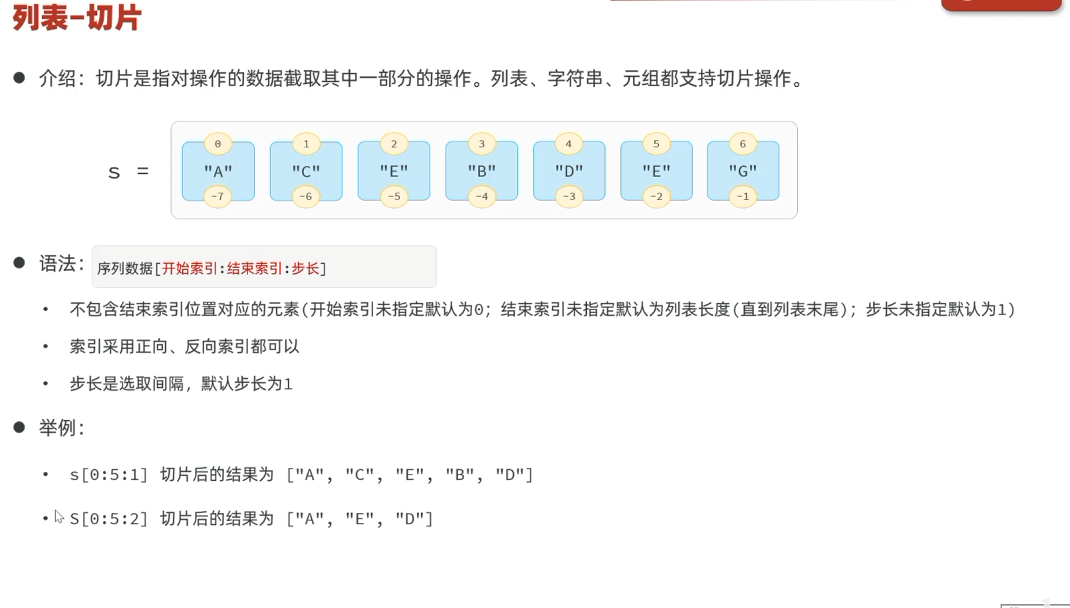 列表-切片
● 介绍：切片是指对操作的数据截取其中一部分的操作。列表、字符串、元组都支持切片操作。
0 1 2 3 4 5 6
s = "A" "C" "E" "B" "D" "E" "G"
-7 -6 -5 -4 -3 -2 -1
● 语法：序列数据[开始索引:结束索引:步长]
• 不包含结束索引位置对应的元素(开始索引未指定默认为0；结束索引未指定默认为列表长度(直到列表末尾)；步长未指定默认为1)
• 索引采用正向、反向索引都可以
• 步长是选取间隔，默认步长为1
● 举例：
• s[0:5:1] 切片后的结果为 ["A", "C", "E", "B", "D"]
• S[0:5:2] 切片后的结果为 ["A", "E", "D"]